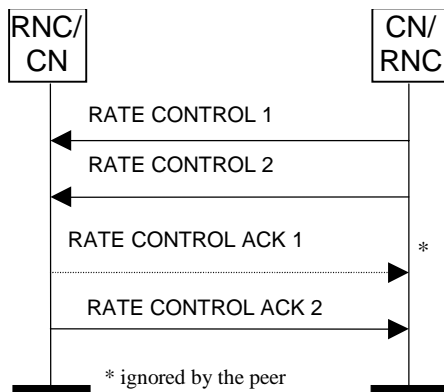 RNC/
CN
CN/
RNC
RATE CONTROL 1
RATE CONTROL 2
RATE CONTROL ACK 1
*
RATE CONTROL ACK 2
* ignored by the peer